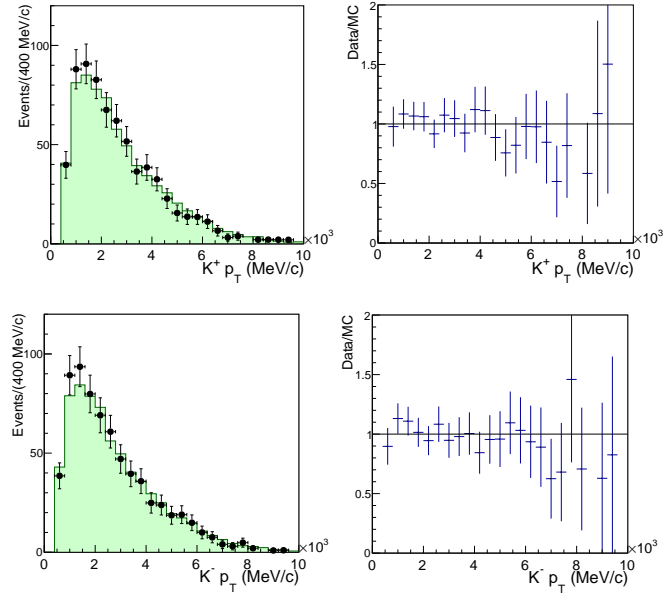 Events/(400 MeV/c)
100
50
0
0 2 4 6 8 10
×10³
K⁺ p_T (MeV/c)
Data/MC
2
1.5
1
0.5
0
0 2 4 6 8 10
×10³
K⁺ p_T (MeV/c)
Events/(400 MeV/c)
100
50
0
0 2 4 6 8 10
×10³
K⁻ p_T (MeV/c)
Data/MC
2
1.5
1
0.5
0
0 2 4 6 8 10
×10³
K⁻ p_T (MeV/c)